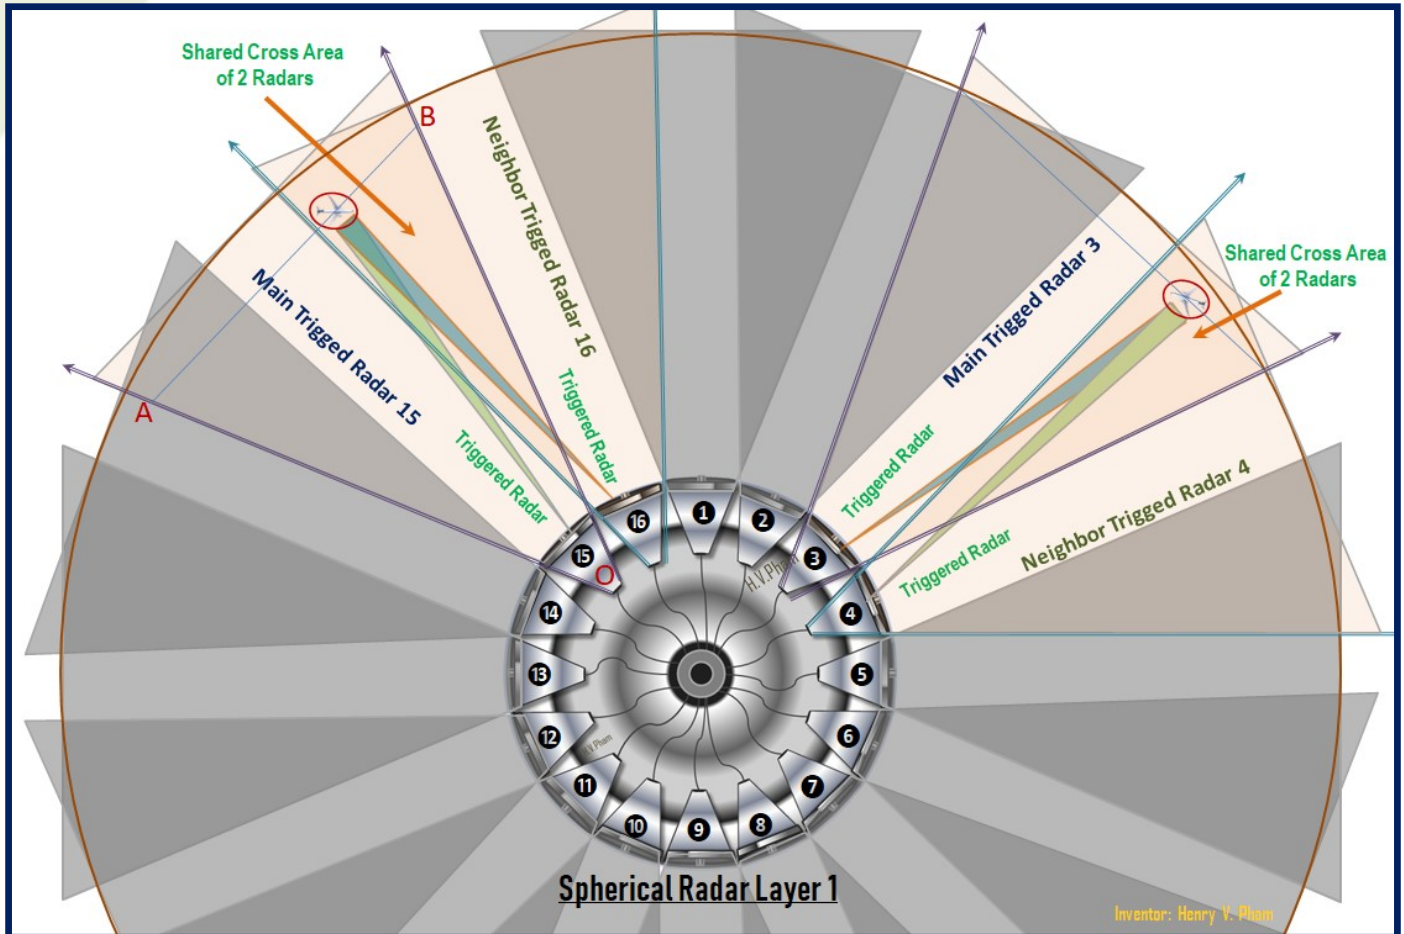 Shared Cross Area
of 2 Radars
B
A
O
Main Trigged Radar 15
Neighbor Trigged Radar 16
Triggered Radar
Triggered Radar
Main Trigged Radar 3
Shared Cross Area
of 2 Radars
Triggered Radar
Triggered Radar
Neighbor Trigged Radar 4
1
2
3
4
5
6
7
8
9
10
11
12
13
14
15
16
H.V.Pham
V.Pham
Spherical Radar Layer 1
Inventor: Henry V. Pham